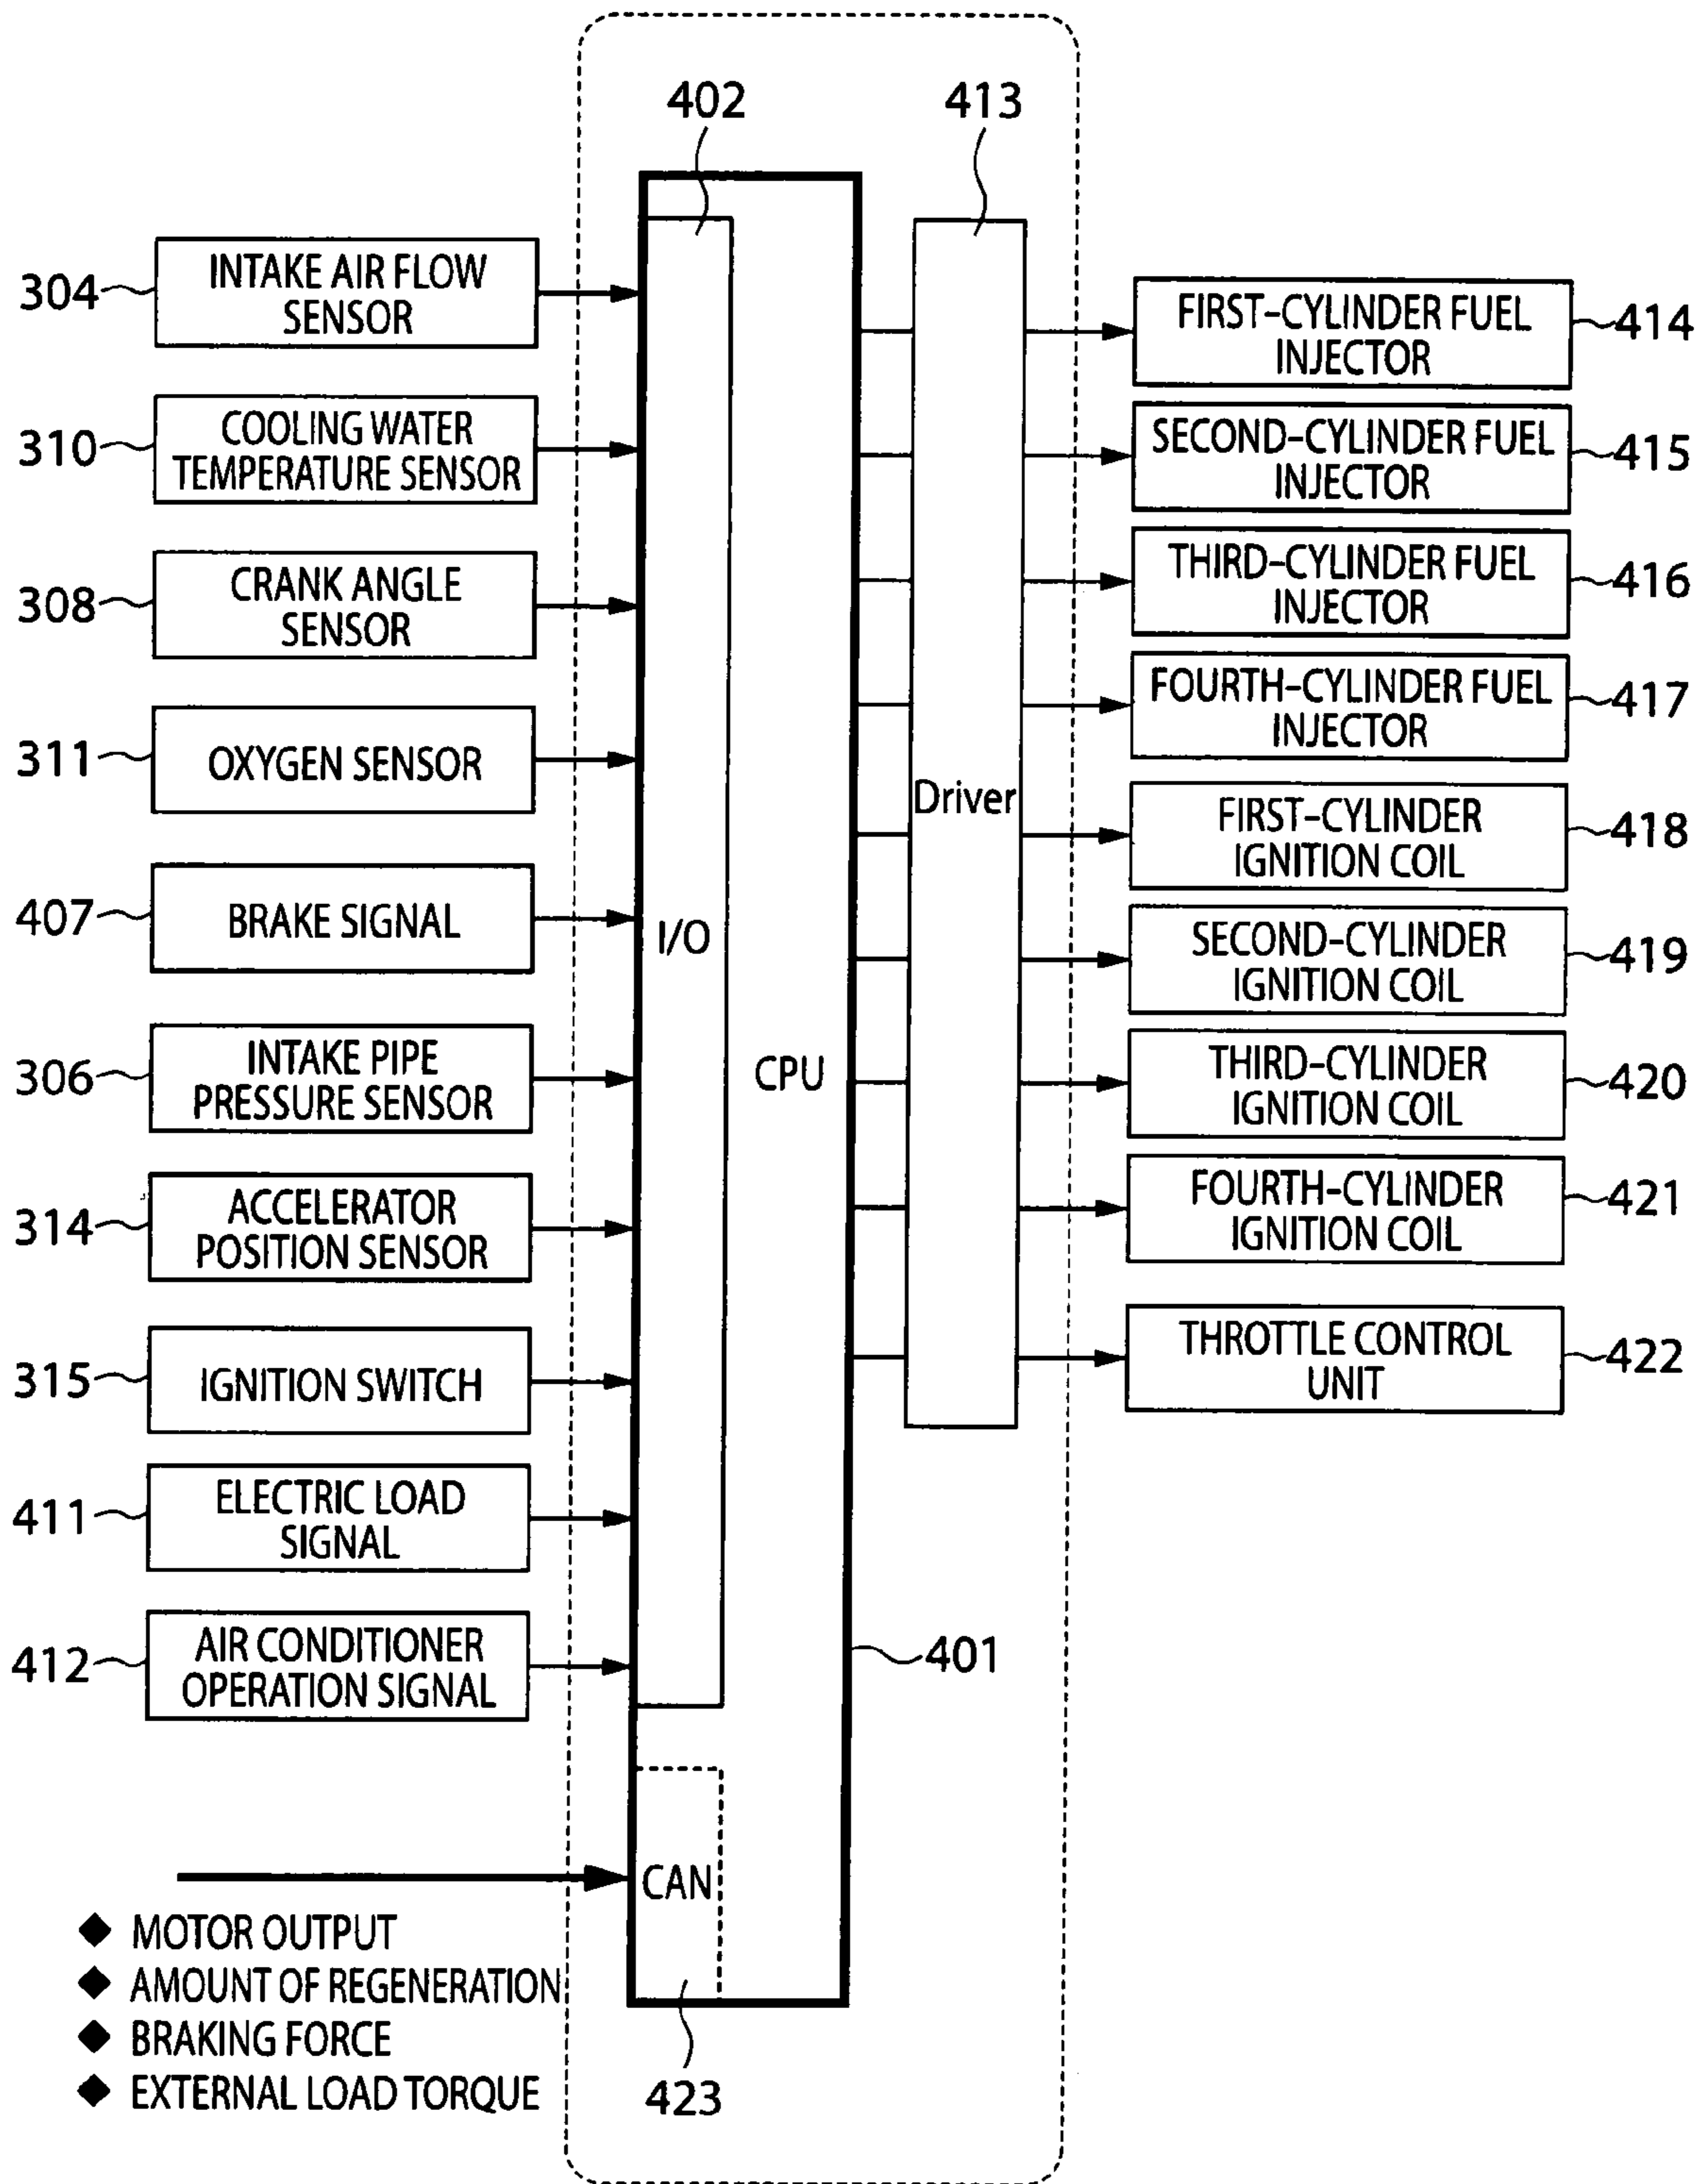 402
413
304
INTAKE AIR FLOW
SENSOR
310
COOLING WATER
TEMPERATURE SENSOR
308
CRANK ANGLE
SENSOR
311
OXYGEN SENSOR
407
BRAKE SIGNAL
306
INTAKE PIPE
PRESSURE SENSOR
314
ACCELERATOR
POSITION SENSOR
315
IGNITION SWITCH
411
ELECTRIC LOAD
SIGNAL
412
AIR CONDITIONER
OPERATION SIGNAL
I/O
CPU
Driver
FIRST-CYLINDER FUEL
INJECTOR
414
SECOND-CYLINDER FUEL
INJECTOR
415
THIRD-CYLINDER FUEL
INJECTOR
416
FOURTH-CYLINDER FUEL
INJECTOR
417
FIRST-CYLINDER
IGNITION COIL
418
SECOND-CYLINDER
IGNITION COIL
419
THIRD-CYLINDER
IGNITION COIL
420
FOURTH-CYLINDER
IGNITION COIL
421
THROTTLE CONTROL
UNIT
422
401
CAN
◆ MOTOR OUTPUT
◆ AMOUNT OF REGENERATION
◆ BRAKING FORCE
◆ EXTERNAL LOAD TORQUE
423